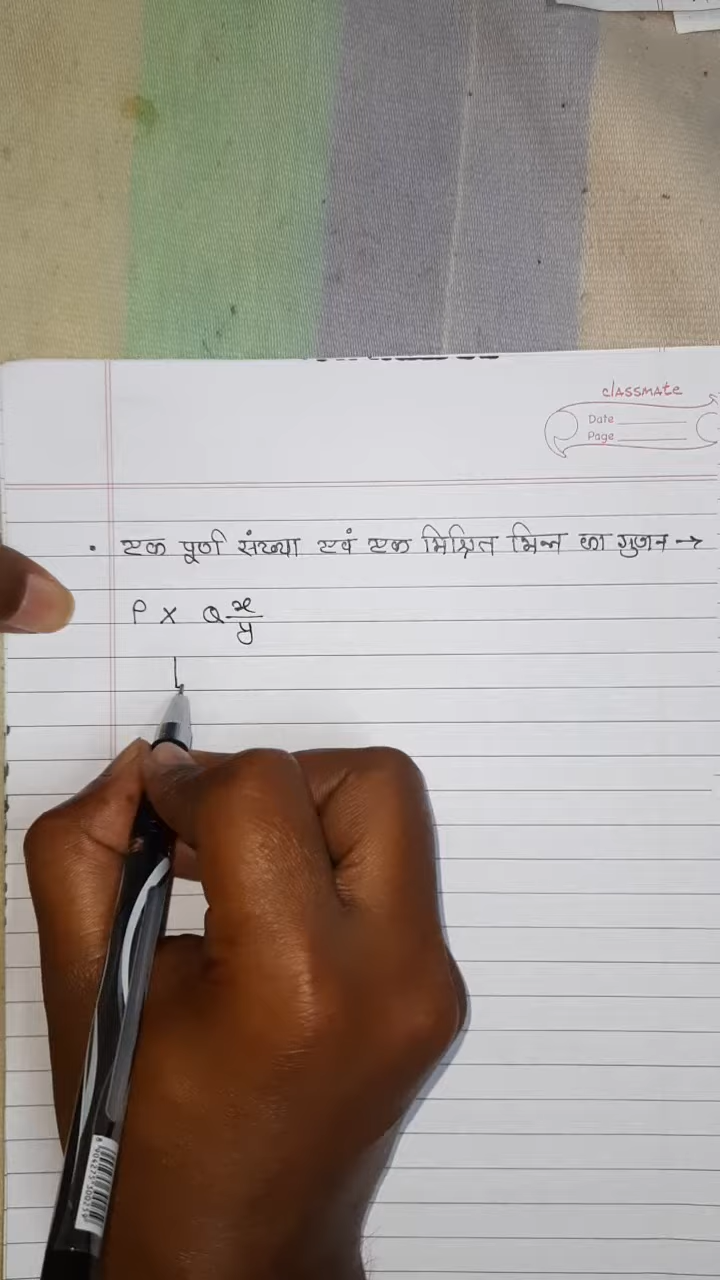 classmate
Date
Page
• एक पूर्ण संख्या एवं एक मिश्रित भिन्न का गुणन →
P × Q x/y